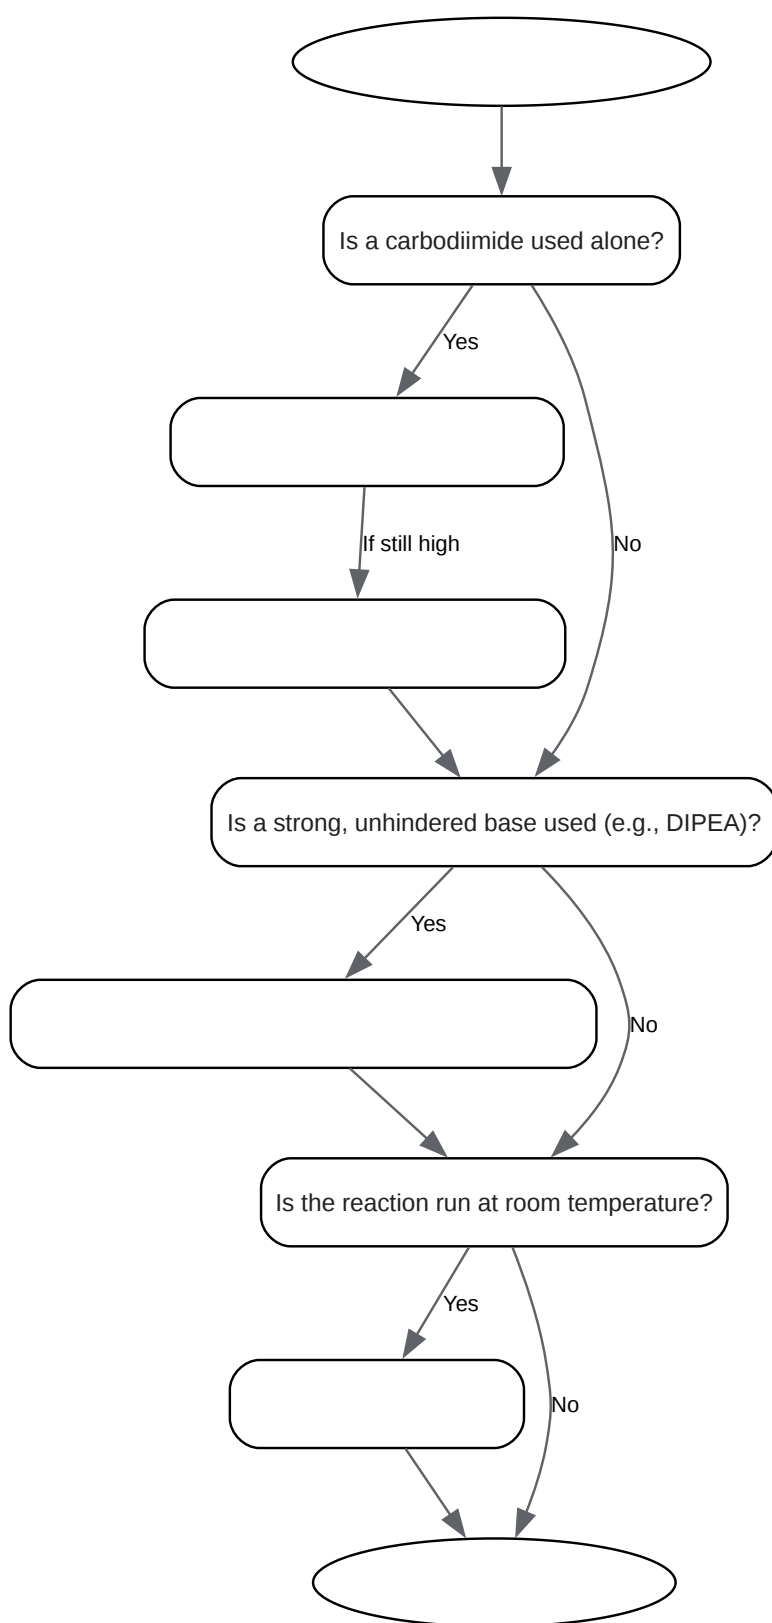 Is a carbodiimide used alone?
Yes
If still high
No
Is a strong, unhindered base used (e.g., DIPEA)?
Yes
No
Is the reaction run at room temperature?
Yes
No